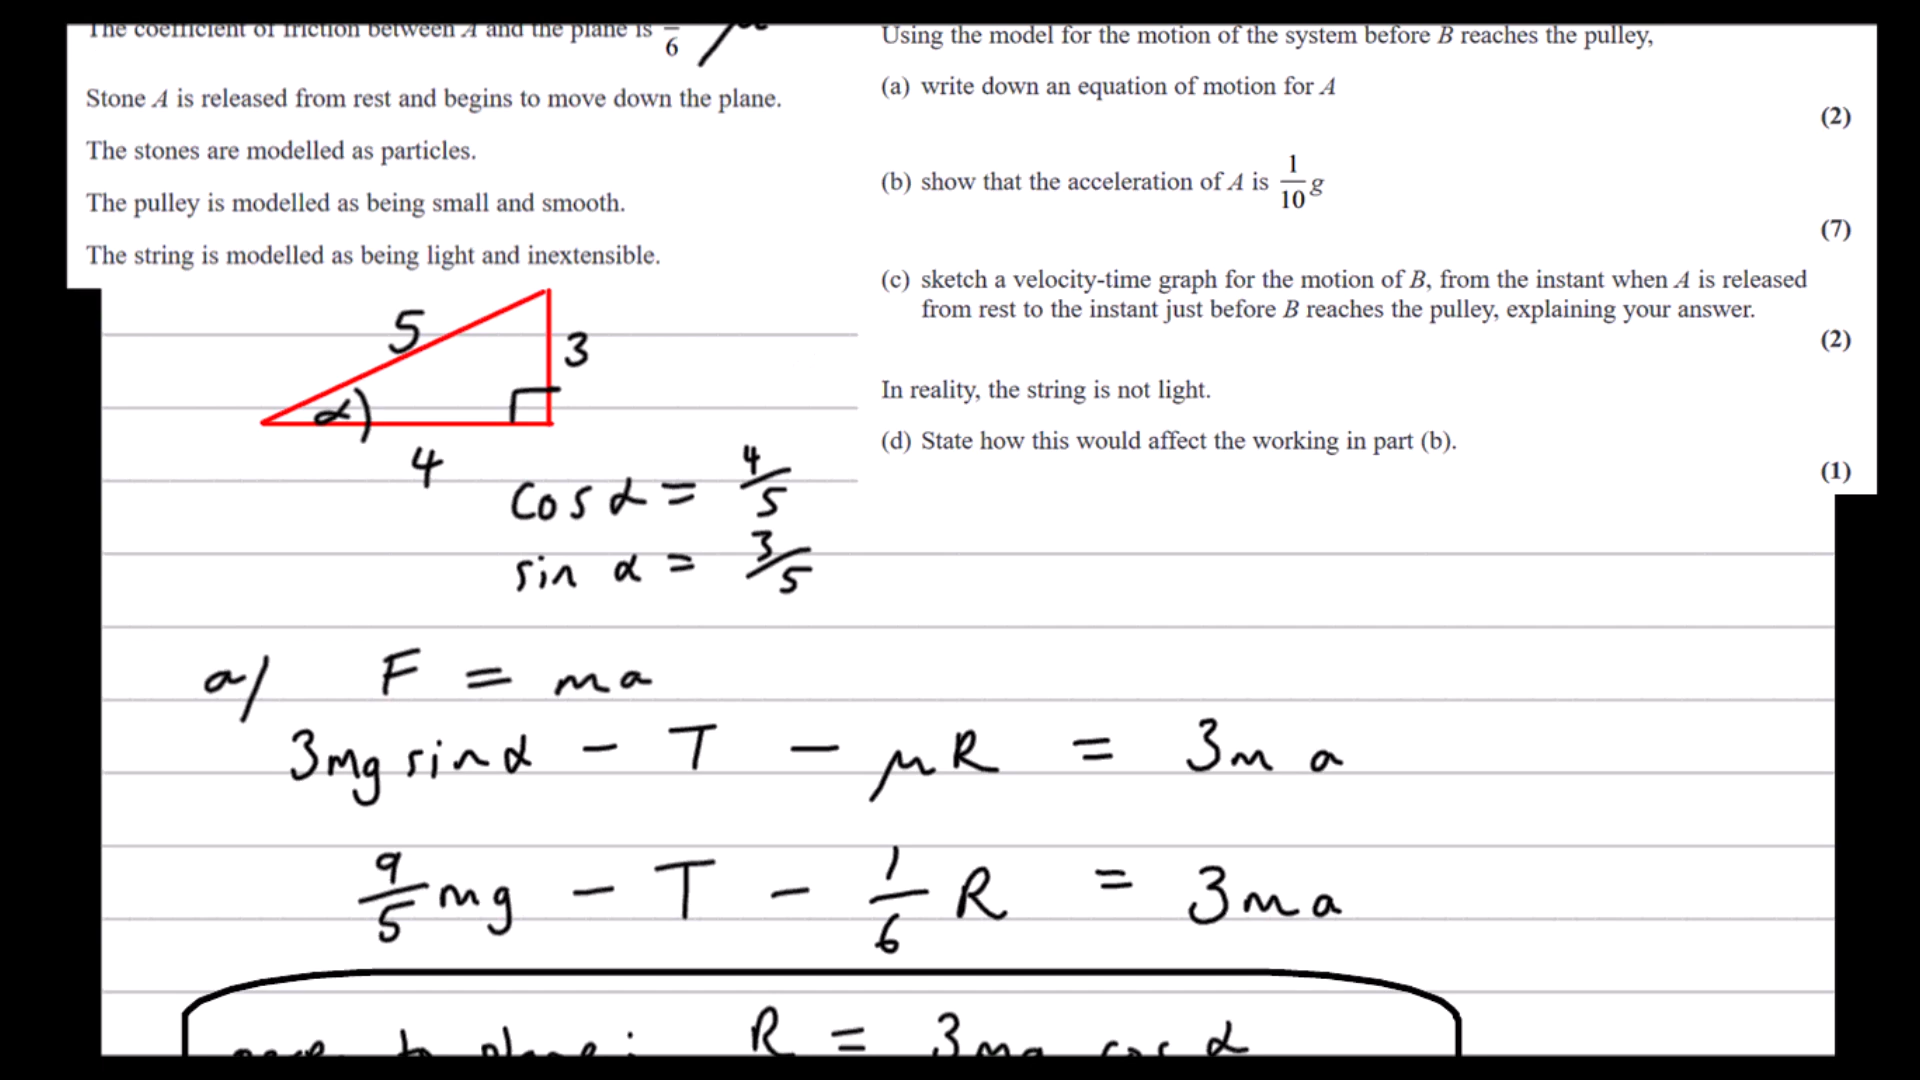 The coefficient of friction between A and the plane is 1/6 μ
Stone A is released from rest and begins to move down the plane.
The stones are modelled as particles.
The pulley is modelled as being small and smooth.
The string is modelled as being light and inextensible.
Using the model for the motion of the system before B reaches the pulley,
(a) write down an equation of motion for A
(2)
(b) show that the acceleration of A is 1/10 g
(7)
(c) sketch a velocity-time graph for the motion of B, from the instant when A is released
from rest to the instant just before B reaches the pulley, explaining your answer.
(2)
In reality, the string is not light.
(d) State how this would affect the working in part (b).
(1)
5
3
α
4
cos α = 4/5
sin α = 3/5
a/ F = ma
3mg sin α - T - μR = 3m a
9/5 mg - T - 1/6 R = 3ma
to plane: R = 3mg cos α